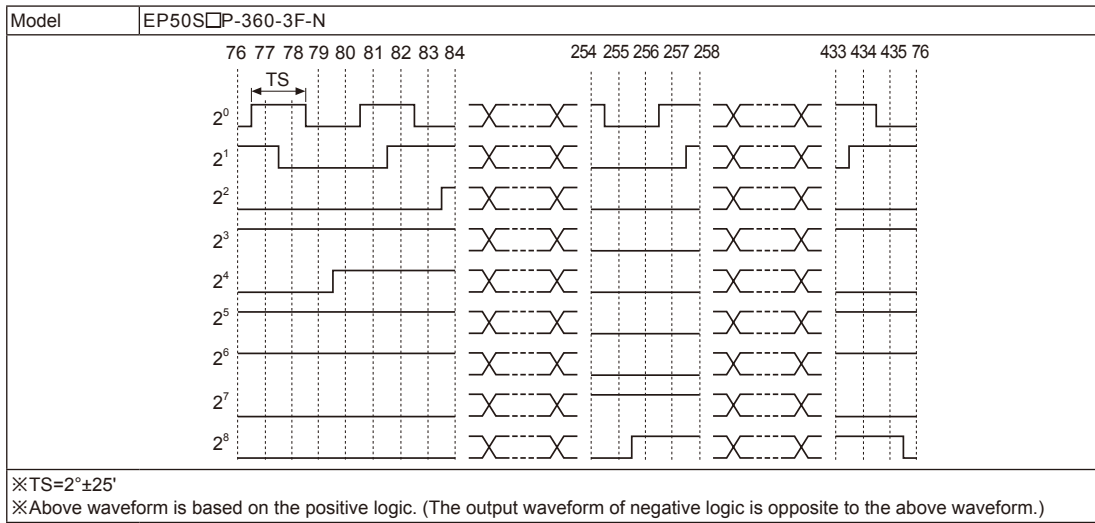 Model EP50S□P-360-3F-N
76 77 78 79 80 81 82 83 84 254 255 256 257 258 433 434 435 76
TS
2⁰
2¹
2²
2³
2⁴
2⁵
2⁶
2⁷
2⁸
※TS=2°±25'
※Above waveform is based on the positive logic. (The output waveform of negative logic is opposite to the above waveform.)